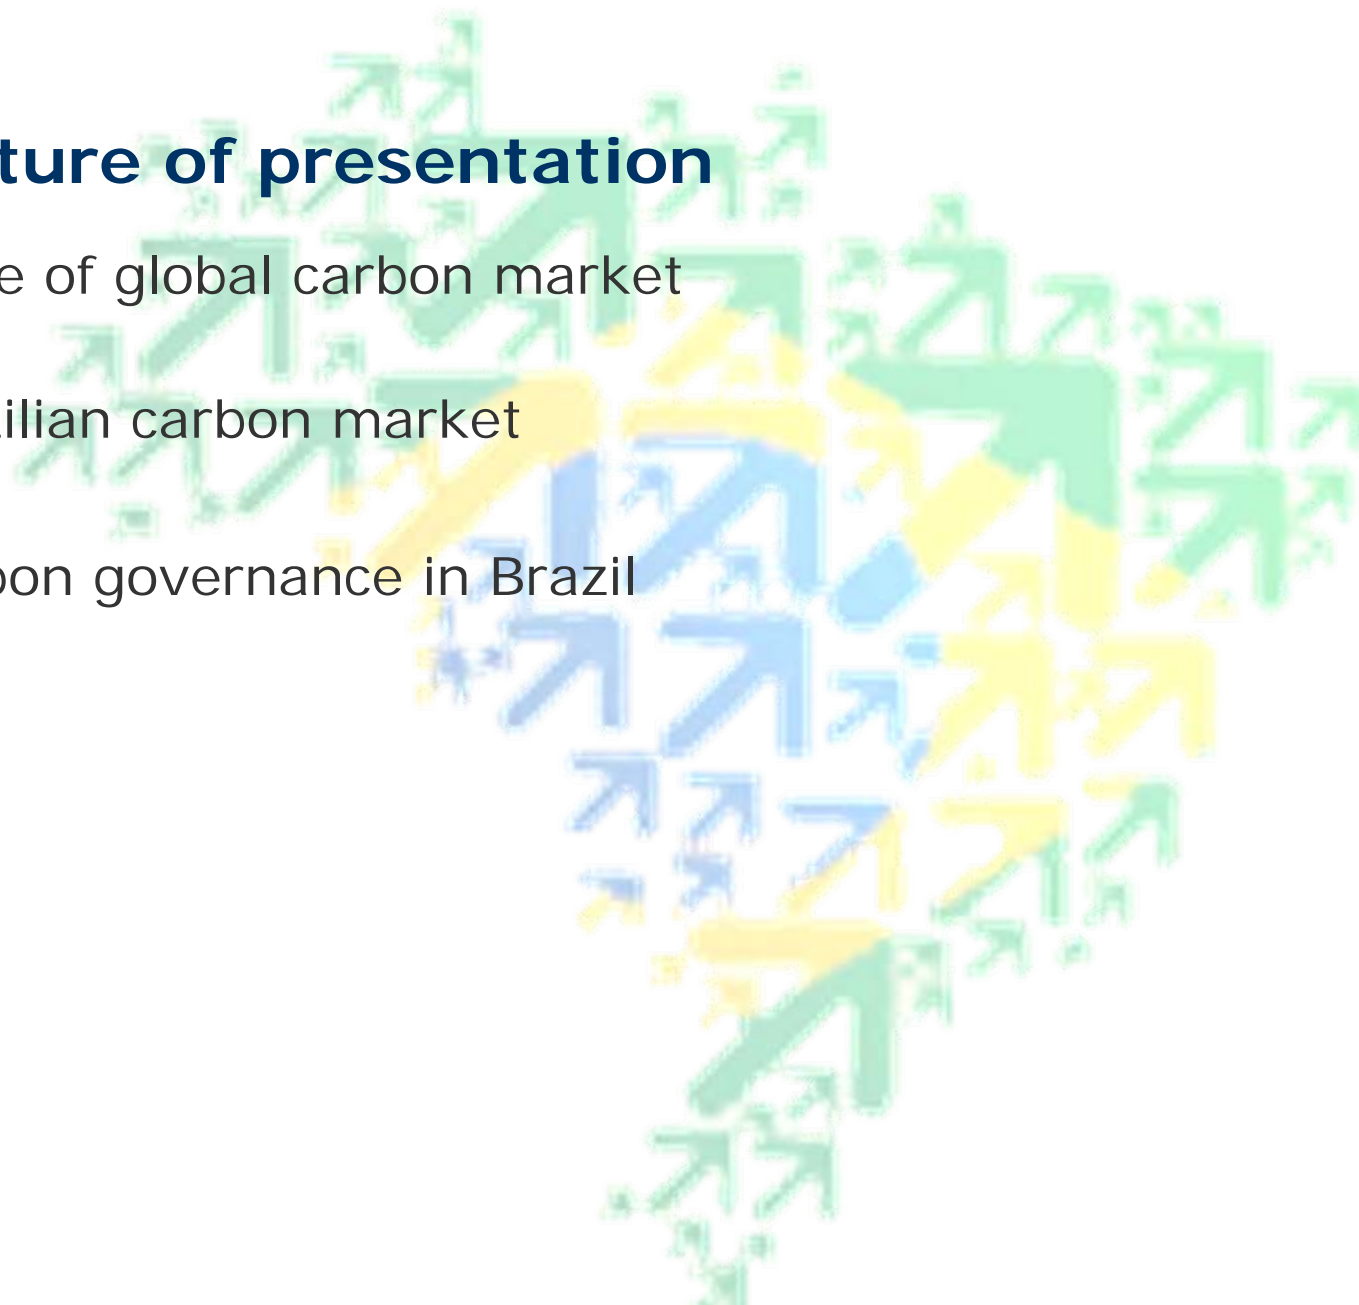 ture of presentation
e of global carbon market
ilian carbon market
on governance in Brazil